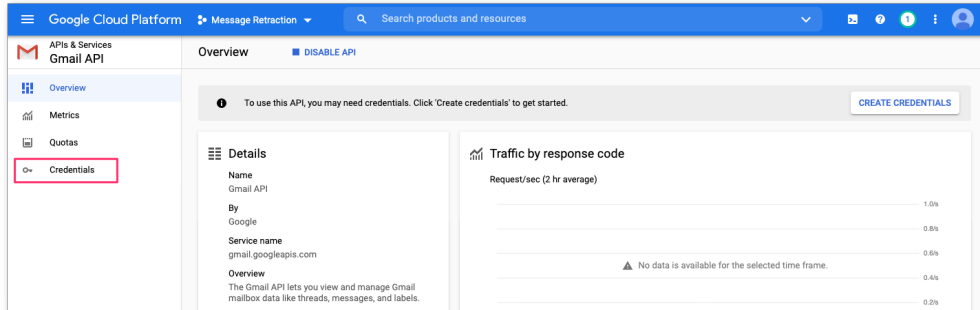 Google Cloud Platform
Message Retraction
Search products and resources
1
APIs & Services
Gmail API
Overview
DISABLE API
Overview
Metrics
Quotas
Credentials
To use this API, you may need credentials. Click 'Create credentials' to get started.
CREATE CREDENTIALS
Details
Name
Gmail API
By
Google
Service name
gmail.googleapis.com
Overview
The Gmail API lets you view and manage Gmail
mailbox data like threads, messages, and labels.
Traffic by response code
Request/sec (2 hr average)
1.0/s
0.8/s
0.6/s
No data is available for the selected time frame.
0.4/s
0.2/s